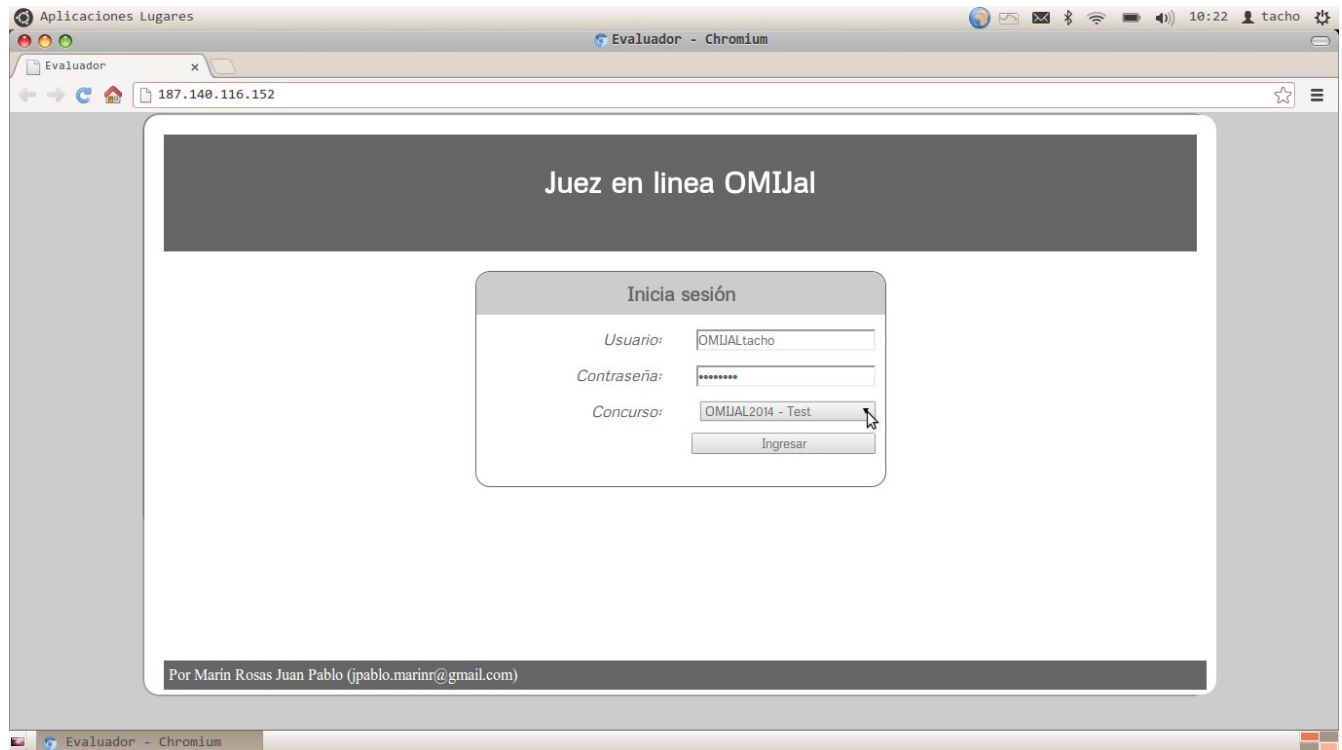 Aplicaciones Lugares
10:22 tacho
Evaluador - Chromium
Evaluador
187.140.116.152
Juez en linea OMIJal
Inicia sesión
Usuario: OMIJALtacho
Contraseña: ••••••••
Concurso: OMIJAL2014 - Test
Ingresar
Por Marín Rosas Juan Pablo (jpablo.marinr@gmail.com)
Evaluador - Chromium